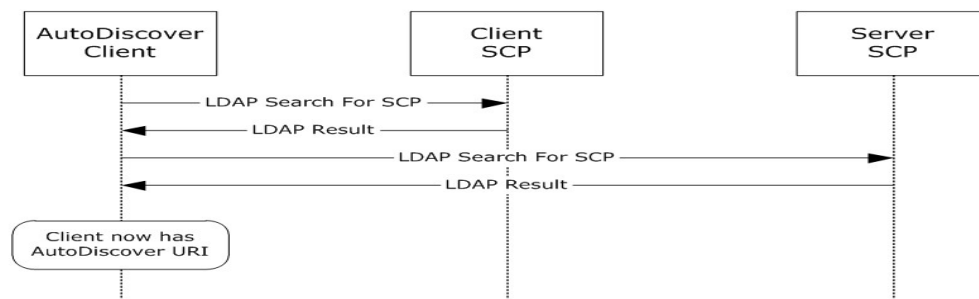 AutoDiscover
Client
Client
SCP
Server
SCP
LDAP Search For SCP
LDAP Result
LDAP Search For SCP
LDAP Result
Client now has
AutoDiscover URI